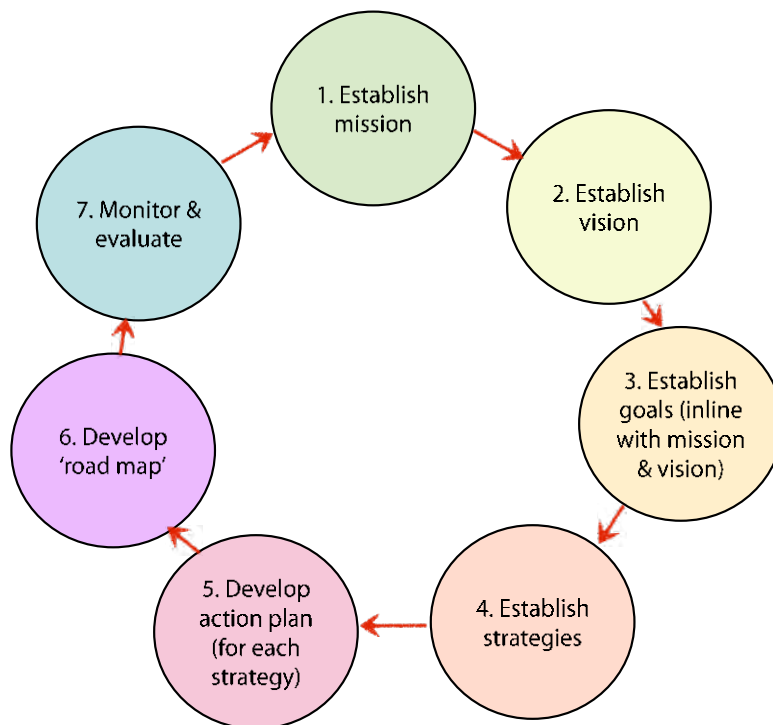 1. Establish
mission
2. Establish
vision
3. Establish
goals (inline
with mission
& vision)
4. Establish
strategies
5. Develop
action plan
(for each
strategy)
6. Develop
‘road map’
7. Monitor &
evaluate